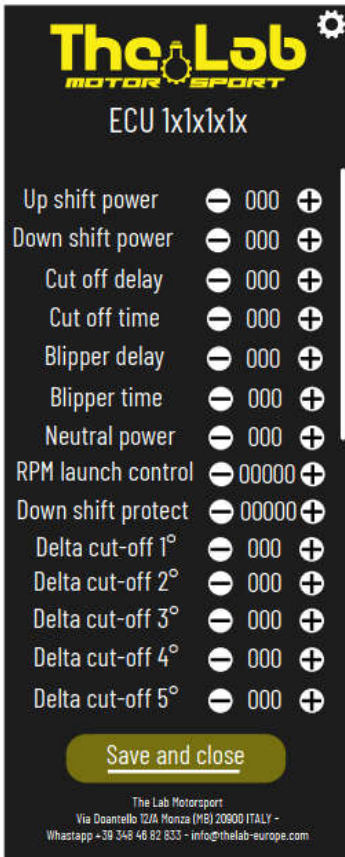 The Lab
MOTOR SPORT
ECU 1x1x1x1x
Up shift power 000
Down shift power 000
Cut off delay 000
Cut off time 000
Blipper delay 000
Blipper time 000
Neutral power 000
RPM launch control 00000
Down shift protect 00000
Delta cut-off 1° 000
Delta cut-off 2° 000
Delta cut-off 3° 000
Delta cut-off 4° 000
Delta cut-off 5° 000
Save and close
The Lab Motorsport
Via Doantello 12/A Monza (MB) 20900 ITALY -
Whastapp +39 348 46 82 833 - info@thelab-europe.com